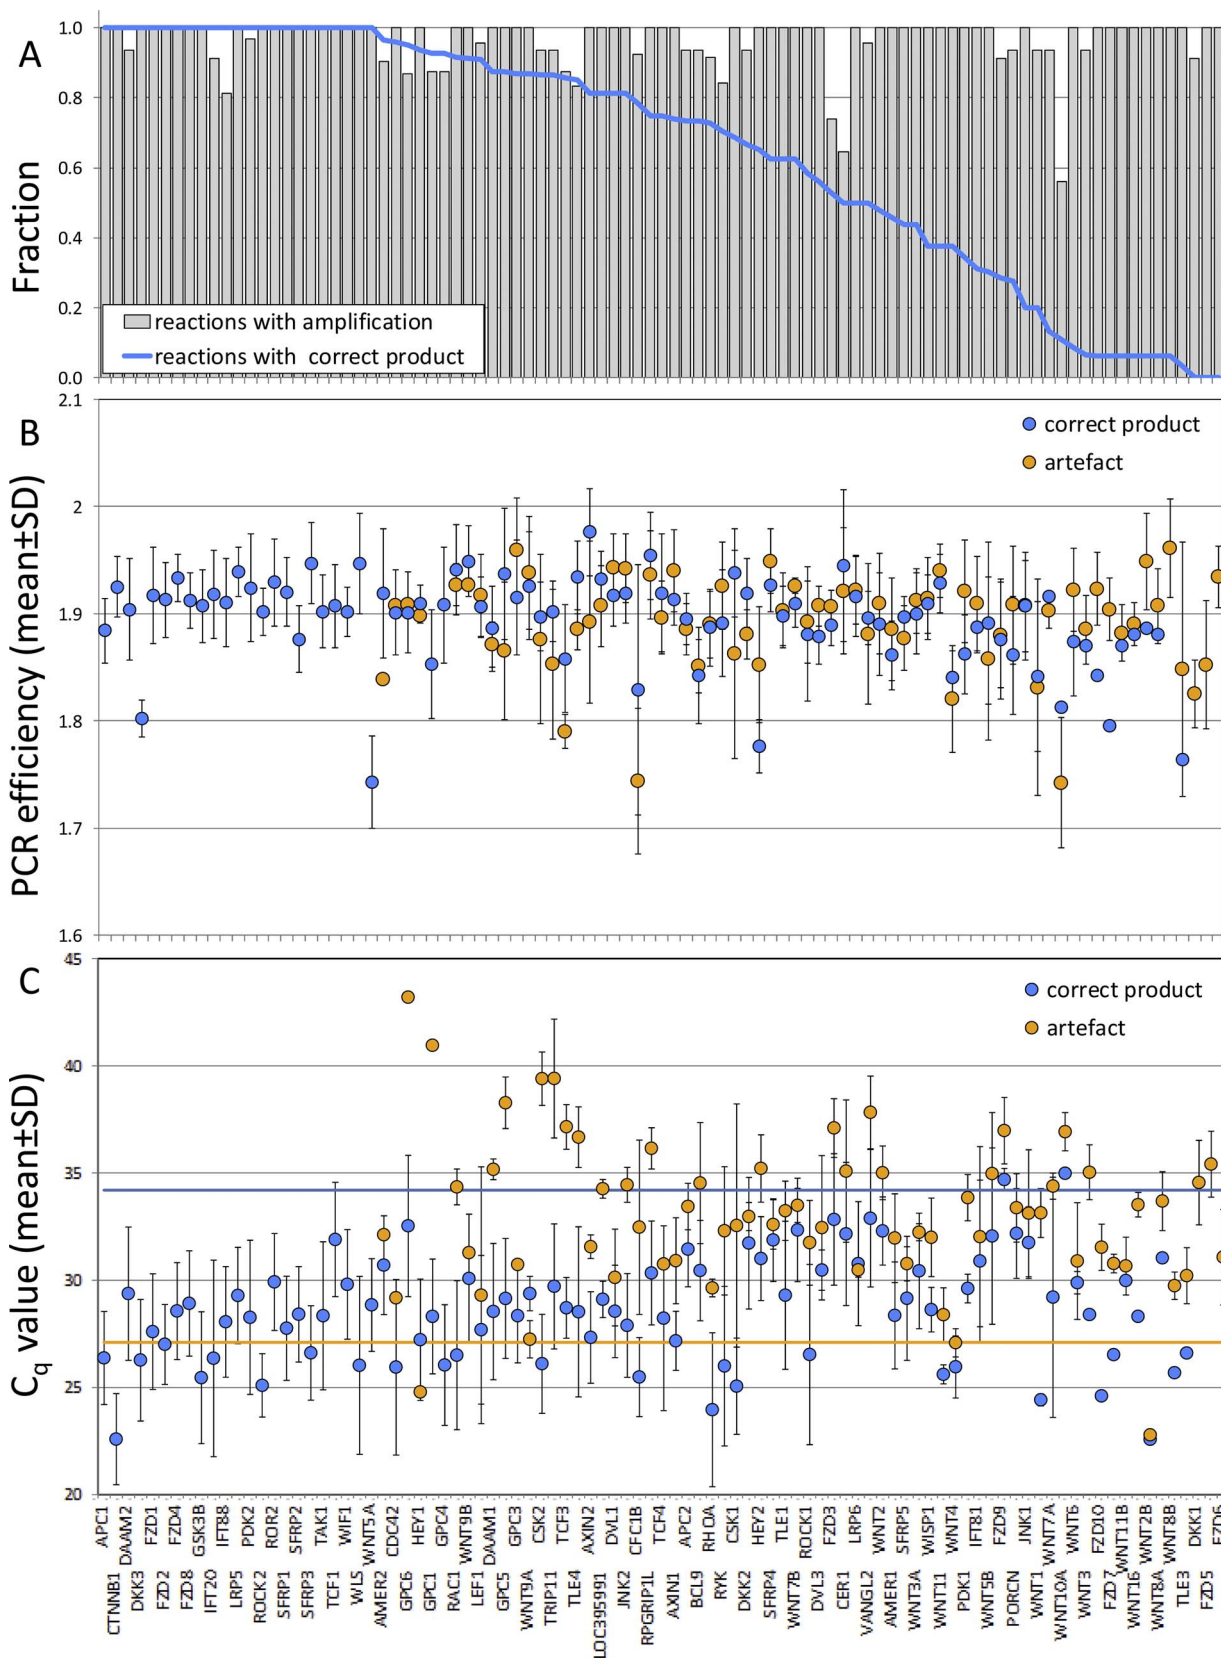 A
1.0
0.8
0.6
0.4
0.2
0.0
Fraction
reactions with amplification
reactions with correct product
B
2.1
2
1.9
1.8
1.7
1.6
PCR efficiency (mean±SD)
correct product
artefact
C
45
40
35
30
25
20
Cq value (mean±SD)
correct product
artefact
APC1
CTNNB1
DAAM2
DKK3
FZD1
FZD2
FZD4
FZD8
GSK3B
IFT20
IFT88
LRP5
PDK2
ROCK2
ROR2
SFRP1
SFRP2
SFRP3
TAK1
TCF1
WIF1
WLS
WNT5A
AMER2
CDC42
GPC6
HEY1
GPC1
GPC4
RAC1
WNT9B
LEF1
DAAM1
GPC5
GPC3
WNT9A
CSK2
TRIP11
TCF3
TLE4
AXIN2
LOC395991
DVL1
JNK2
CFC1B
RPGRIP1L
TCF4
AXIN1
APC2
BCL9
RHOA
RYK
CSK1
DKK2
HEY2
SFRP4
TLE1
WNT7B
ROCK1
DVL3
FZD3
CER1
LRP6
VANGL2
WNT2
AMER1
SFRP5
WNT3A
WISP1
WNT11
WNT4
PDK1
IFT81
WNT5B
FZD9
PORCN
JNK1
WNT1
WNT7A
WNT10A
WNT6
WNT3
FZD10
FZD7
WNT11B
WNT16
WNT2B
WNT8A
WNT8B
TLE3
DKK1
FZD5
FZD6